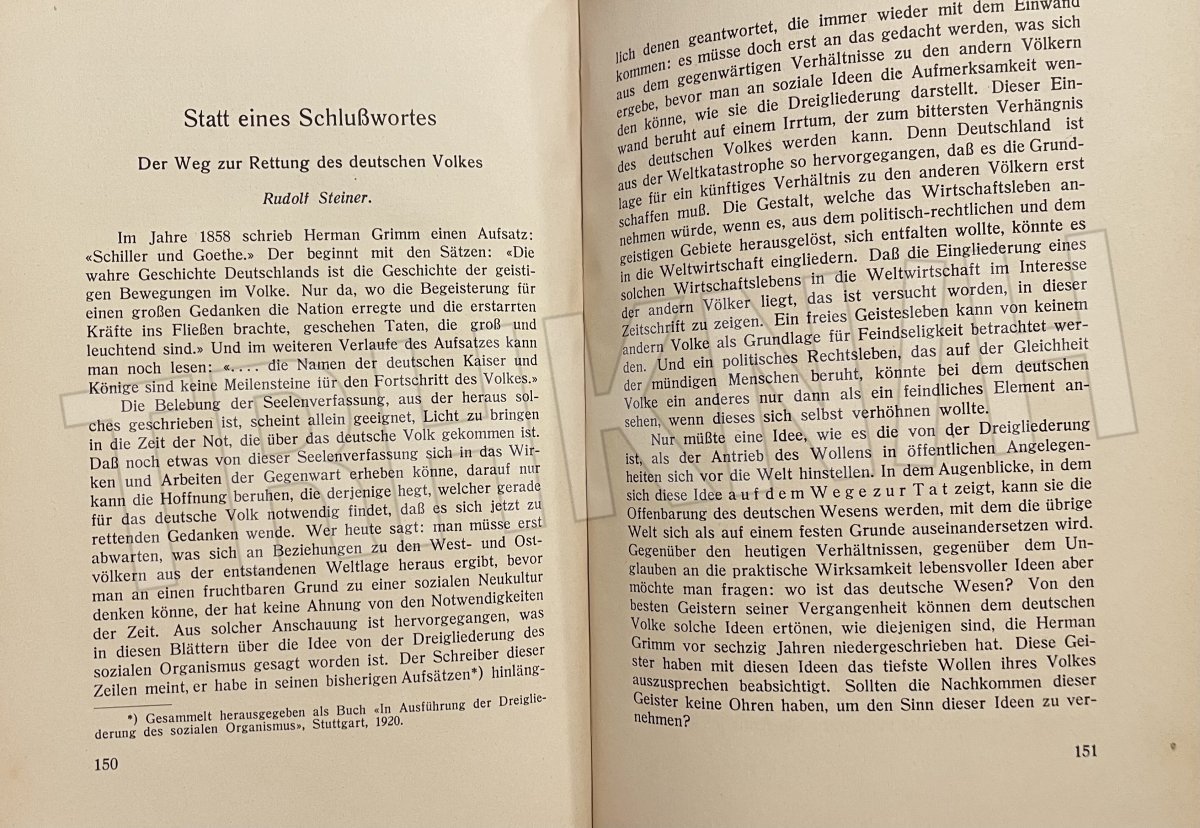 Statt eines Schlußwortes
Der Weg zur Rettung des deutschen Volkes
Rudolf Steiner.
Im Jahre 1858 schrieb Herman Grimm einen Aufsatz:
«Schiller und Goethe.» Der beginnt mit den Sätzen: «Die
wahre Geschichte Deutschlands ist die Geschichte der geisti-
gen Bewegungen im Volke. Nur da, wo die Begeisterung für
einen großen Gedanken die Nation erregte und die erstarrten
Kräfte ins Fließen brachte, geschehen Taten, die groß und
leuchtend sind.» Und im weiteren Verlaufe des Aufsatzes kann
man noch lesen: «.... die Namen der deutschen Kaiser und
Könige sind keine Meilensteine für den Fortschritt des Volkes.»
Die Belebung der Seelenverfassung, aus der heraus sol-
ches geschrieben ist, scheint allein geeignet, Licht zu bringen
in die Zeit der Not, die über das deutsche Volk gekommen ist.
Daß noch etwas von dieser Seelenverfassung sich in das Wir-
ken und Arbeiten der Gegenwart erheben könne, darauf nur
kann die Hoffnung beruhen, die derjenige hegt, welcher gerade
für das deutsche Volk notwendig findet, daß es sich jetzt zu
rettenden Gedanken wende. Wer heute sagt: man müsse erst
abwarten, was sich an Beziehungen zu den West- und Ost-
völkern aus der entstandenen Weltlage heraus ergibt, bevor
man an einen fruchtbaren Grund zu einer sozialen Neukultur
denken könne, der hat keine Ahnung von den Notwendigkeiten
der Zeit. Aus solcher Anschauung ist hervorgegangen, was
in diesen Blättern über die Idee von der Dreigliederung des
sozialen Organismus gesagt worden ist. Der Schreiber dieser
Zeilen meint, er habe in seinen bisherigen Aufsätzen*) hinläng-
*) Gesammelt herausgegeben als Buch «In Ausführung der Dreiglie-
derung des sozialen Organismus», Stuttgart, 1920.
150
lich denen geantwortet, die immer wieder mit dem Einwand
kommen: es müsse doch erst an das gedacht werden, was sich
aus dem gegenwärtigen Verhältnisse zu den andern Völkern
ergebe, bevor man an soziale Ideen die Aufmerksamkeit wen-
den könne, wie sie die Dreigliederung darstellt. Dieser Ein-
wand beruht auf einem Irrtum, der zum bittersten Verhängnis
des deutschen Volkes werden kann. Denn Deutschland ist
aus der Weltkatastrophe so hervorgegangen, daß es die Grund-
lage für ein künftiges Verhältnis zu den anderen Völkern erst
schaffen muß. Die Gestalt, welche das Wirtschaftsleben an-
nehmen würde, wenn es, aus dem politisch-rechtlichen und dem
geistigen Gebiete herausgelöst, sich entfalten wollte, könnte es
in die Weltwirtschaft eingliedern. Daß die Eingliederung eines
solchen Wirtschaftslebens in die Weltwirtschaft im Interesse
der andern Völker liegt, das ist versucht worden, in dieser
Zeitschrift zu zeigen. Ein freies Geistesleben kann von keinem
andern Volke als Grundlage für Feindseligkeit betrachtet wer-
den. Und ein politisches Rechtsleben, das auf der Gleichheit
der mündigen Menschen beruht, könnte bei dem deutschen
Volke ein anderes nur dann als ein feindliches Element an-
sehen, wenn dieses sich selbst verhöhnen wollte.
Nur müßte eine Idee, wie es die von der Dreigliederung
ist, als der Antrieb des Wollens in öffentlichen Angelegen-
heiten sich vor die Welt hinstellen. In dem Augenblicke, in dem
sich diese Idee a u f d e m W e g e z u r T a t zeigt, kann sie die
Offenbarung des deutschen Wesens werden, mit dem die übrige
Welt sich als auf einem festen Grunde auseinandersetzen wird.
Gegenüber den heutigen Verhältnissen, gegenüber dem Un-
glauben an die praktische Wirksamkeit lebensvoller Ideen aber
möchte man fragen: wo ist das deutsche Wesen? Von den
besten Geistern seiner Vergangenheit können dem deutschen
Volke solche Ideen ertönen, wie diejenigen sind, die Herman
Grimm vor sechzig Jahren niedergeschrieben hat. Diese Gei-
ster haben mit diesen Ideen das tiefste Wollen ihres Volkes
auszusprechen beabsichtigt. Sollten die Nachkommen dieser
Geister keine Ohren haben, um den Sinn dieser Ideen zu ver-
nehmen?
151